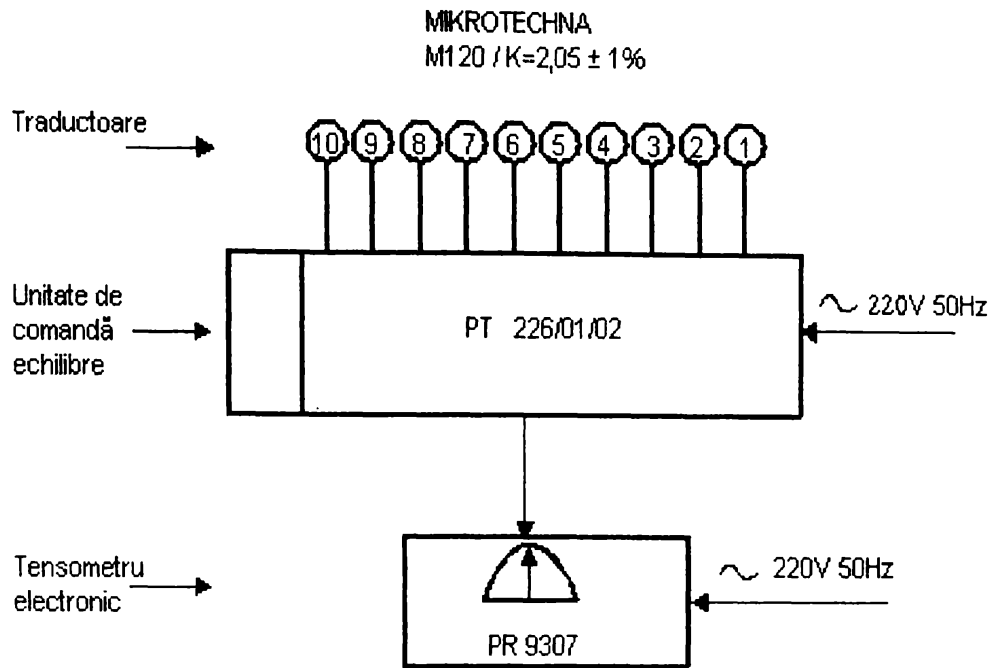 MIKROTECHNA
M120 / K=2,05 ± 1%
Traductoare
10 9 8 7 6 5 4 3 2 1
Unitate de
comandă
echilibre
PT 226/01/02
220V 50Hz
Tensometru
electronic
220V 50Hz
PR 9307